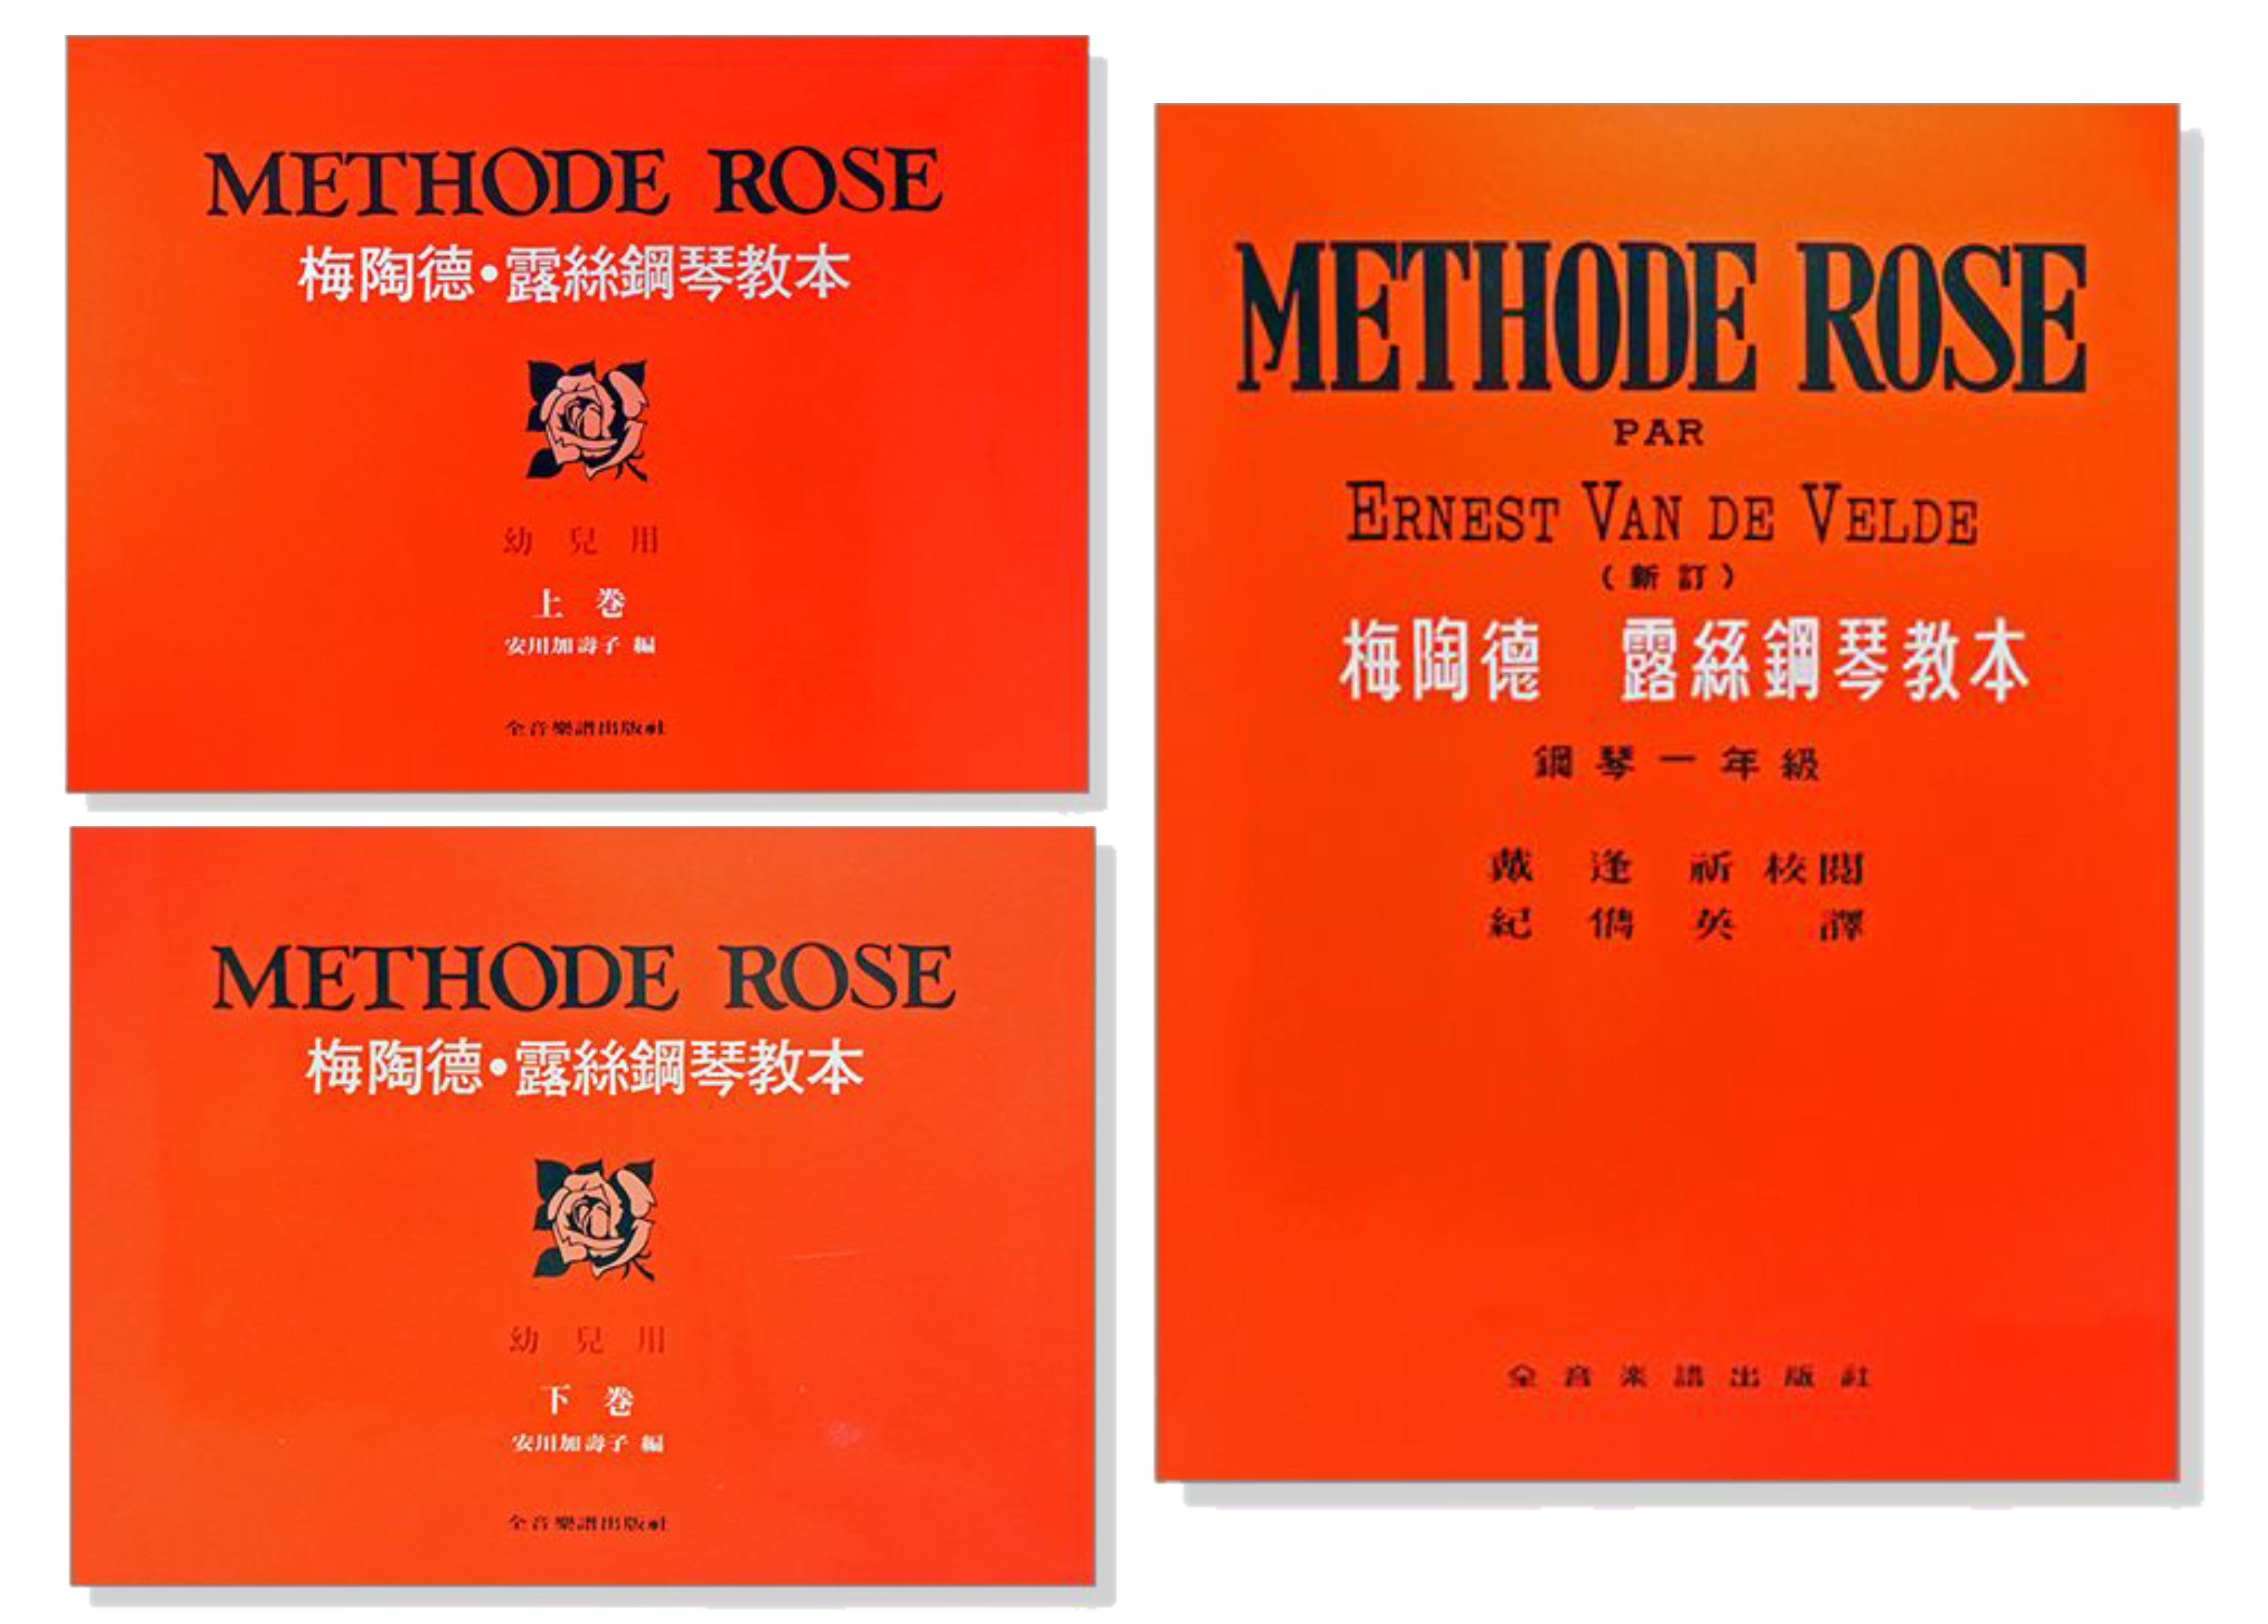 METHODE ROSE
梅陶德・露絲鋼琴教本
幼兒用
上巻
安川加壽子 編
全音樂譜出版社
METHODE ROSE
梅陶德・露絲鋼琴教本
幼兒用
下巻
安川加壽子 編
全音樂譜出版社
METHODE ROSE
PAR
ERNEST VAN DE VELDE
(新訂)
梅陶德 露絲鋼琴教本
鋼琴一年級
戴逢祈校閱
紀儁英 譯
全音楽譜出版社